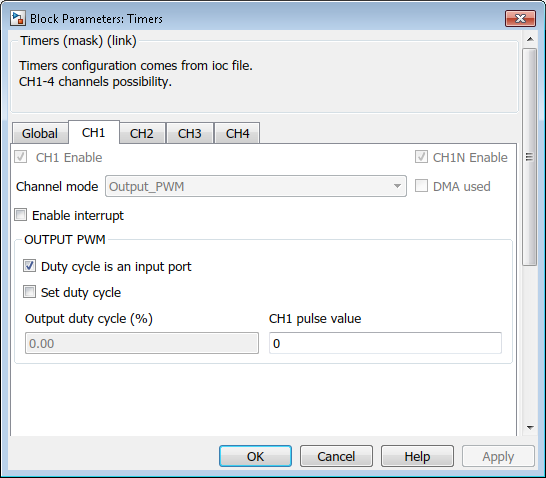 Block Parameters: Timers
Timers (mask) (link)
Timers configuration comes from ioc file.
CH1-4 channels possibility.
Global CH1 CH2 CH3 CH4
CH1 Enable CH1N Enable
Channel mode Output_PWM DMA used
Enable interrupt
OUTPUT PWM
Duty cycle is an input port
Set duty cycle
Output duty cycle (%) CH1 pulse value
0.00 0
OK Cancel Help Apply